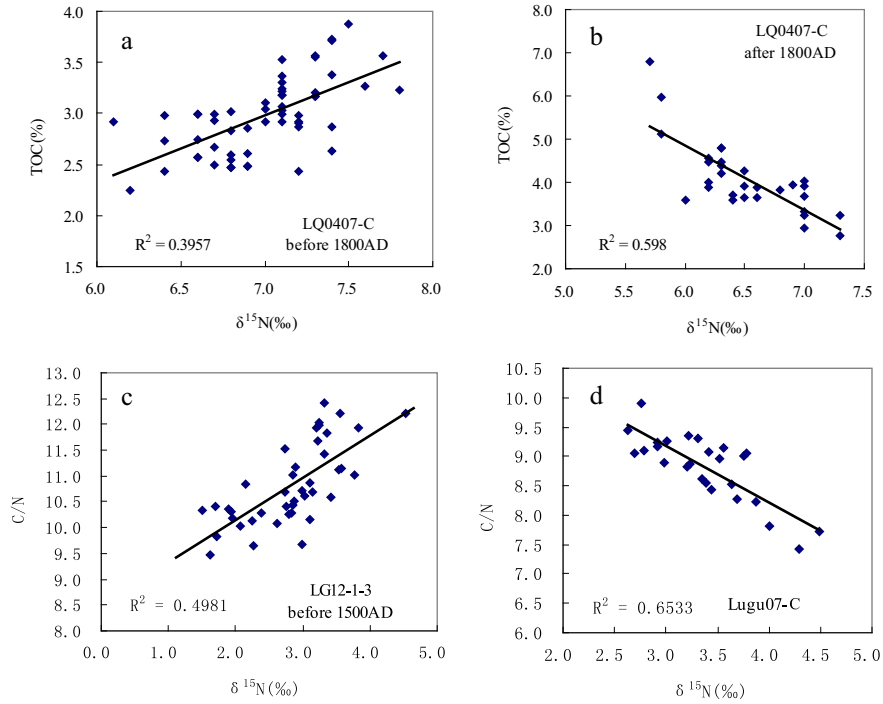 a
4.0
3.5
3.0
2.5
2.0
1.5
TOC(%)
LQ0407-C
before 1800AD
R² = 0.3957
6.0 6.5 7.0 7.5 8.0
δ¹⁵N(‰)
b
LQ0407-C
after 1800AD
8.0
7.0
6.0
5.0
4.0
3.0
2.0
TOC(%)
R² = 0.598
5.0 5.5 6.0 6.5 7.0 7.5
δ¹⁵N(‰)
c
13.0
12.5
12.0
11.5
11.0
10.5
10.0
9.5
9.0
8.5
8.0
C/N
LG12-1-3
before 1500AD
R² = 0.4981
0.0 1.0 2.0 3.0 4.0 5.0
δ¹⁵N(‰)
d
10.5
10.0
9.5
9.0
8.5
8.0
7.5
7.0
6.5
6.0
C/N
R² = 0.6533
Lugu07-C
2.0 2.5 3.0 3.5 4.0 4.5 5.0
δ¹⁵N(‰)